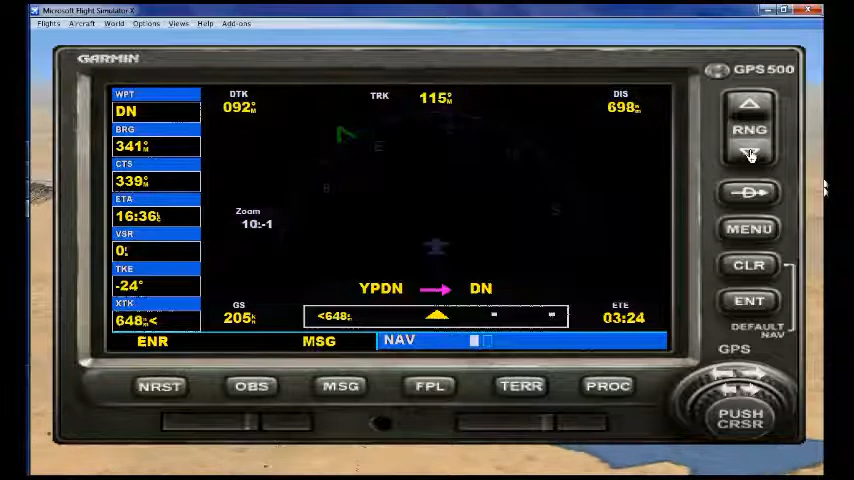 Microsoft Flight Simulator X
Flights Aircraft World Options Views Help Add-ons
GARMIN
GPS 500
WPT
DN
BRG
341°M
CTS
339°M
ETA
16:36
VSR
0
TKE
-24°
XTK
648<
DTK
092°M
TRK 115°M
DIS
698
E
B
S
Zoom
10:-1
YPDN DN
GS
205
<648
ETE
03:24
ENR MSG NAV
RNG
D
MENU
CLR
ENT
DEFAULT
NAV
GPS
PUSH
CRSR
NRST OBS MSG FPL TERR PROC